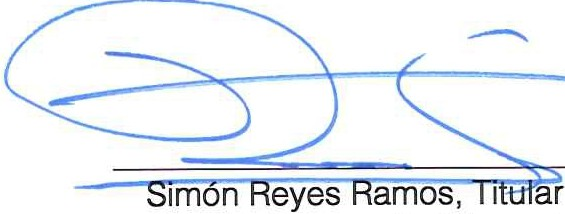 Simón Reyes Ramos, Titular